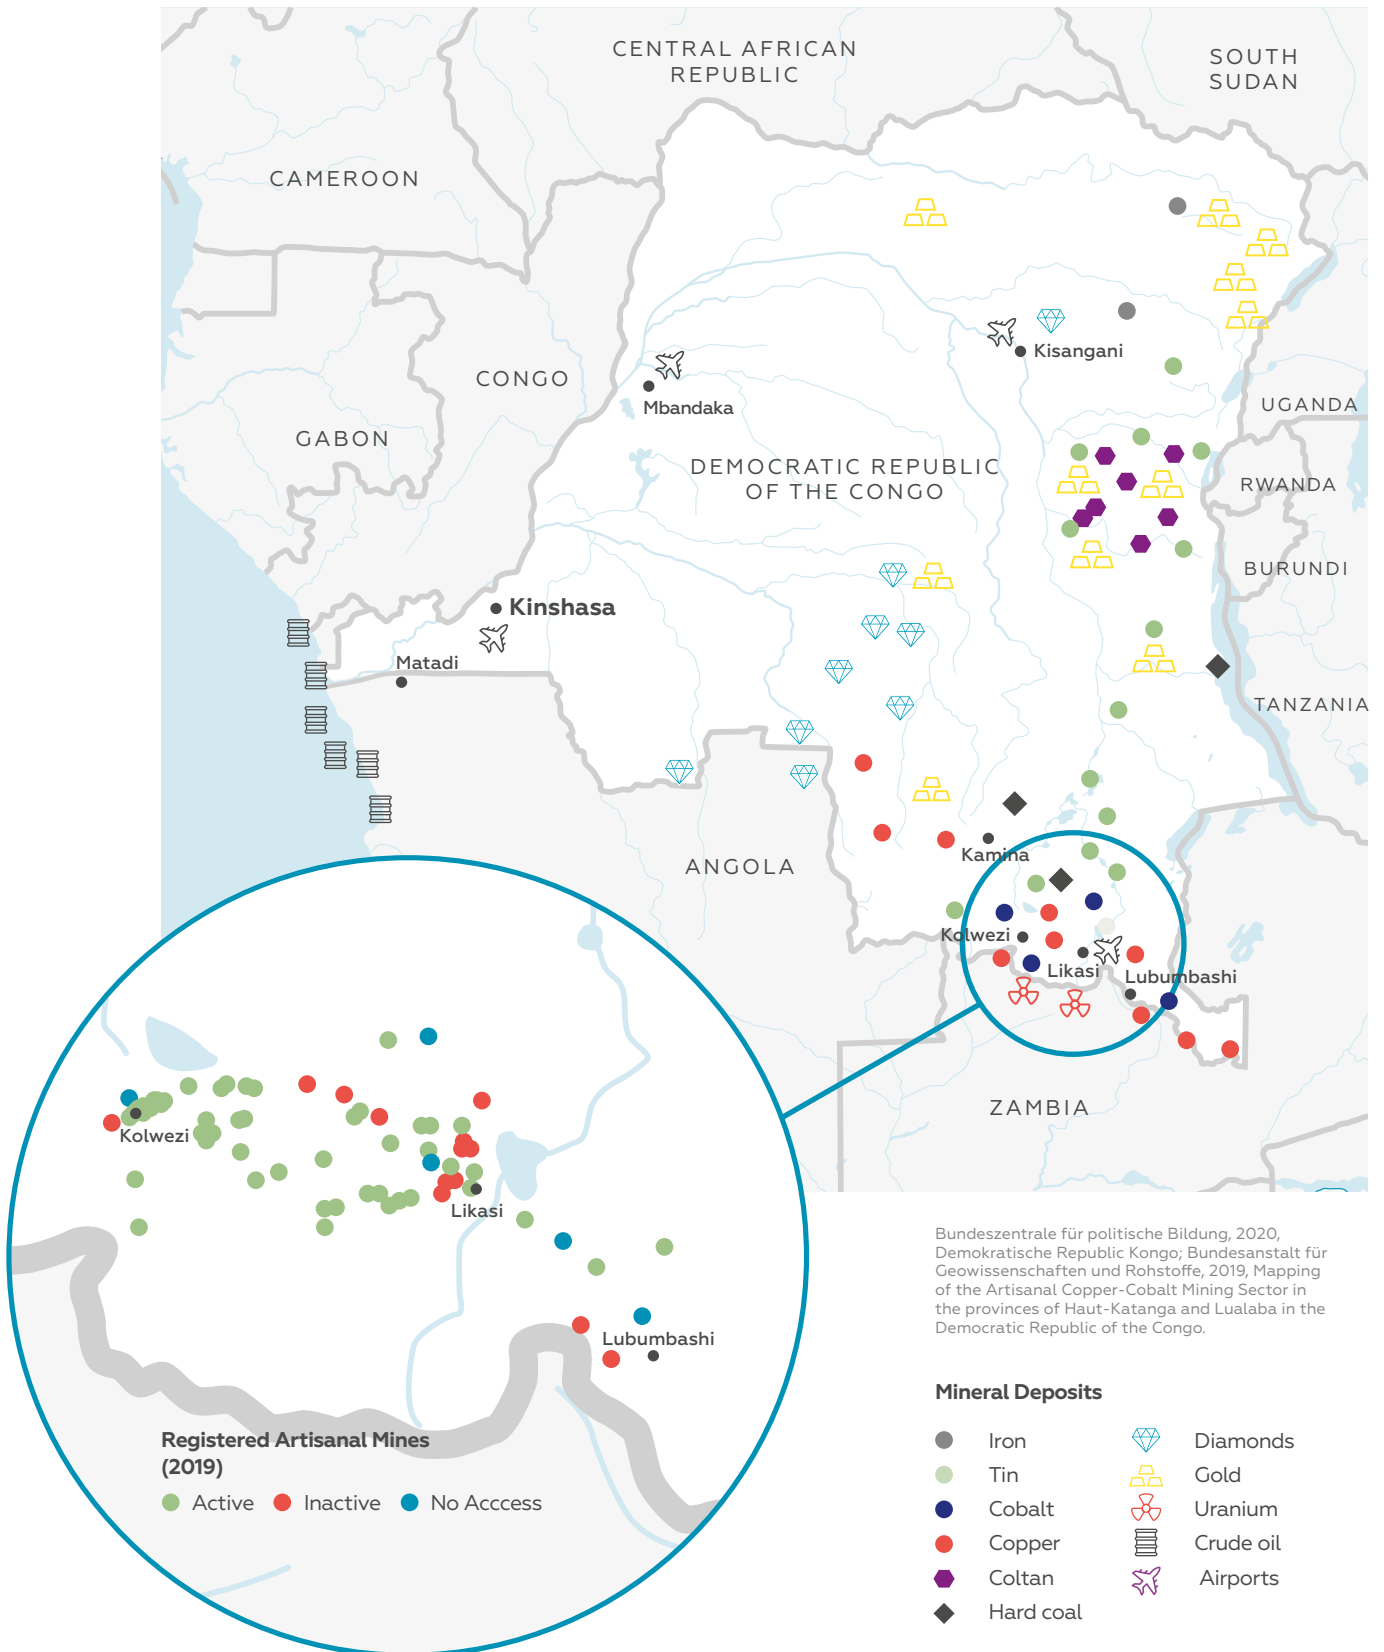 CENTRAL AFRICAN
REPUBLIC
SOUTH
SUDAN
CAMEROON
CONGO
GABON
Kisangani
Mbandaka
UGANDA
DEMOCRATIC REPUBLIC
OF THE CONGO
RWANDA
BURUNDI
Kinshasa
Matadi
TANZANIA
ANGOLA
Kamina
Kolwezi
Likasi
Lubumbashi
ZAMBIA
Kolwezi
Likasi
Lubumbashi
Registered Artisanal Mines
(2019)
Active
Inactive
No Acccess
Bundeszentrale für politische Bildung, 2020,
Demokratische Republic Kongo; Bundesanstalt für
Geowissenschaften und Rohstoffe, 2019, Mapping
of the Artisanal Copper-Cobalt Mining Sector in
the provinces of Haut-Katanga and Lualaba in the
Democratic Republic of the Congo.
Mineral Deposits
Iron
Tin
Cobalt
Copper
Coltan
Hard coal
Diamonds
Gold
Uranium
Crude oil
Airports